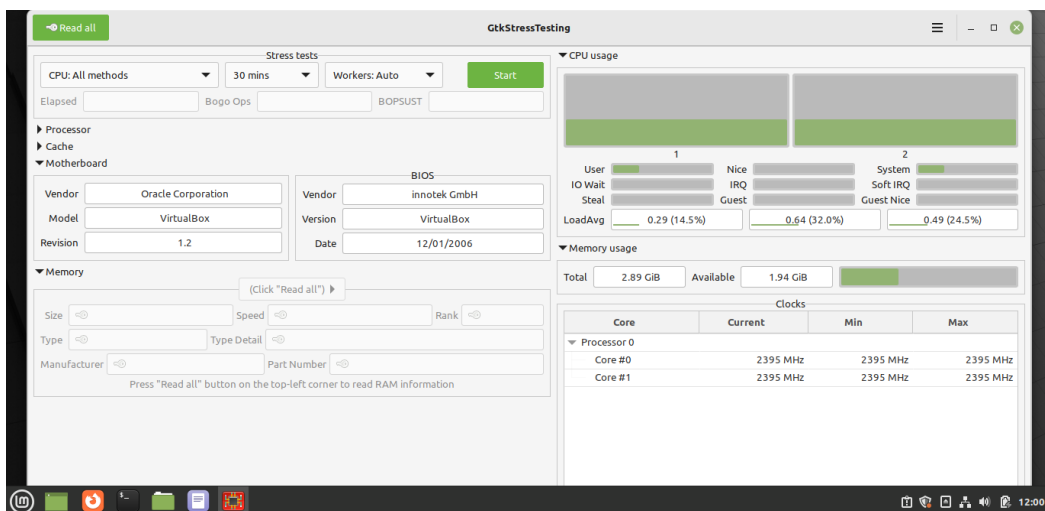 Read all
GtkStressTesting
Stress tests
CPU: All methods
30 mins
Workers: Auto
Start
Elapsed
Bogo Ops
BOPSUST
Processor
Cache
Motherboard
Vendor Oracle Corporation
Model VirtualBox
Revision 1.2
BIOS
Vendor innotek GmbH
Version VirtualBox
Date 12/01/2006
Memory
(Click "Read all")
Size Speed Rank
Type Type Detail
Manufacturer Part Number
Press "Read all" button on the top-left corner to read RAM information
CPU usage
1 2
User Nice System
IO Wait IRQ Soft IRQ
Steal Guest Guest Nice
LoadAvg 0.29 (14.5%) 0.64 (32.0%) 0.49 (24.5%)
Memory usage
Total 2.89 GiB Available 1.94 GiB
Clocks
Core Current Min Max
Processor 0
Core #0 2395 MHz 2395 MHz 2395 MHz
Core #1 2395 MHz 2395 MHz 2395 MHz
12:00